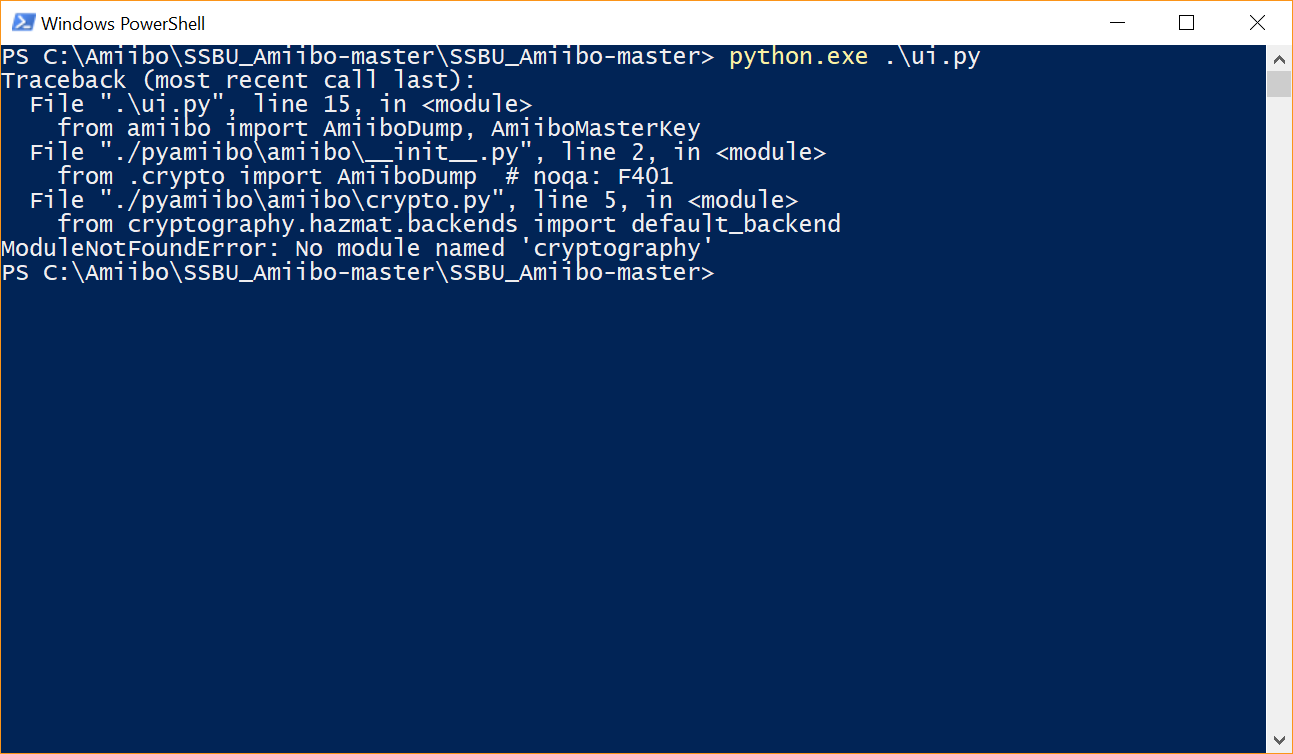 Windows PowerShell
PS C:\Amiibo\SSBU_Amiibo-master\SSBU_Amiibo-master> python.exe .\ui.py
Traceback (most recent call last):
  File ".\ui.py", line 15, in <module>
    from amiibo import AmiiboDump, AmiiboMasterKey
  File "./pyamiibo\amiibo\__init__.py", line 2, in <module>
    from .crypto import AmiiboDump  # noqa: F401
  File "./pyamiibo\amiibo\crypto.py", line 5, in <module>
    from cryptography.hazmat.backends import default_backend
ModuleNotFoundError: No module named 'cryptography'
PS C:\Amiibo\SSBU_Amiibo-master\SSBU_Amiibo-master>